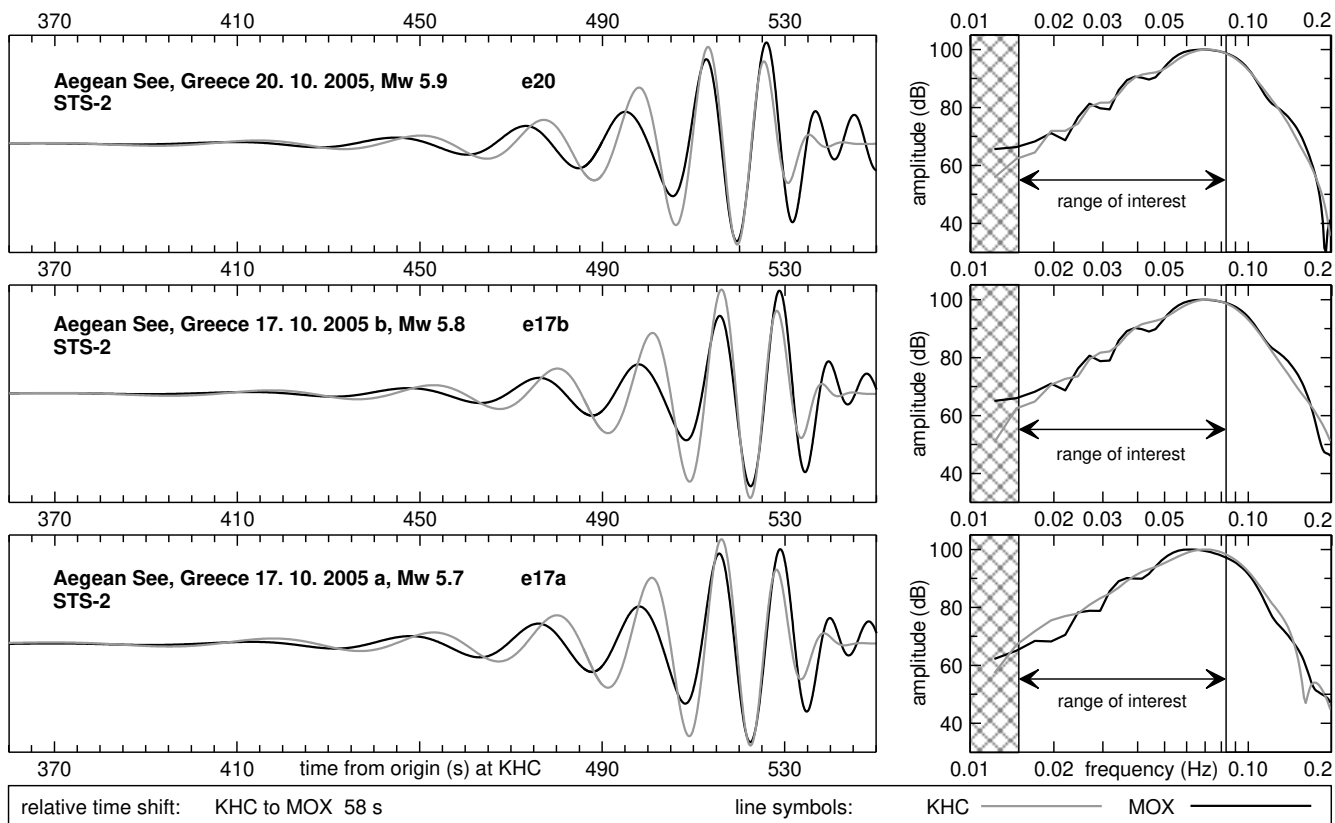 370 410 450 490 530
0.01 0.02 0.03 0.05 0.10 0.2
Aegean See, Greece 20. 10. 2005, Mw 5.9 e20
STS-2
100
80
60
40
amplitude (dB)
range of interest
370 410 450 490 530
0.01 0.02 0.03 0.05 0.10 0.2
Aegean See, Greece 17. 10. 2005 b, Mw 5.8 e17b
STS-2
100
80
60
40
amplitude (dB)
range of interest
370 410 450 490 530
0.01 0.02 0.03 0.05 0.10 0.2
Aegean See, Greece 17. 10. 2005 a, Mw 5.7 e17a
STS-2
100
80
60
40
amplitude (dB)
range of interest
370 410 time from origin (s) at KHC 490 530
0.01 0.02 frequency (Hz) 0.10 0.2
relative time shift: KHC to MOX 58 s line symbols: KHC MOX